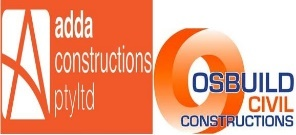 adda
constructions
ptyltd
OSBUILD
CIVIL
CONSTRUCTIONS